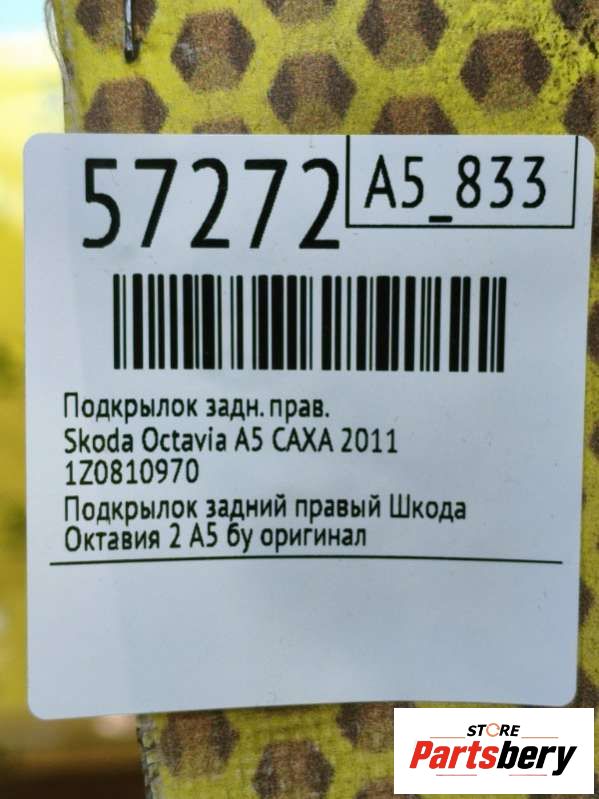 57272
A5_833
Подкрылок задн. прав.
Skoda Octavia A5 CAXA 2011
1Z0810970
Подкрылок задний правый Шкода
Октавия 2 А5 бу оригинал
STORE
Partsbery